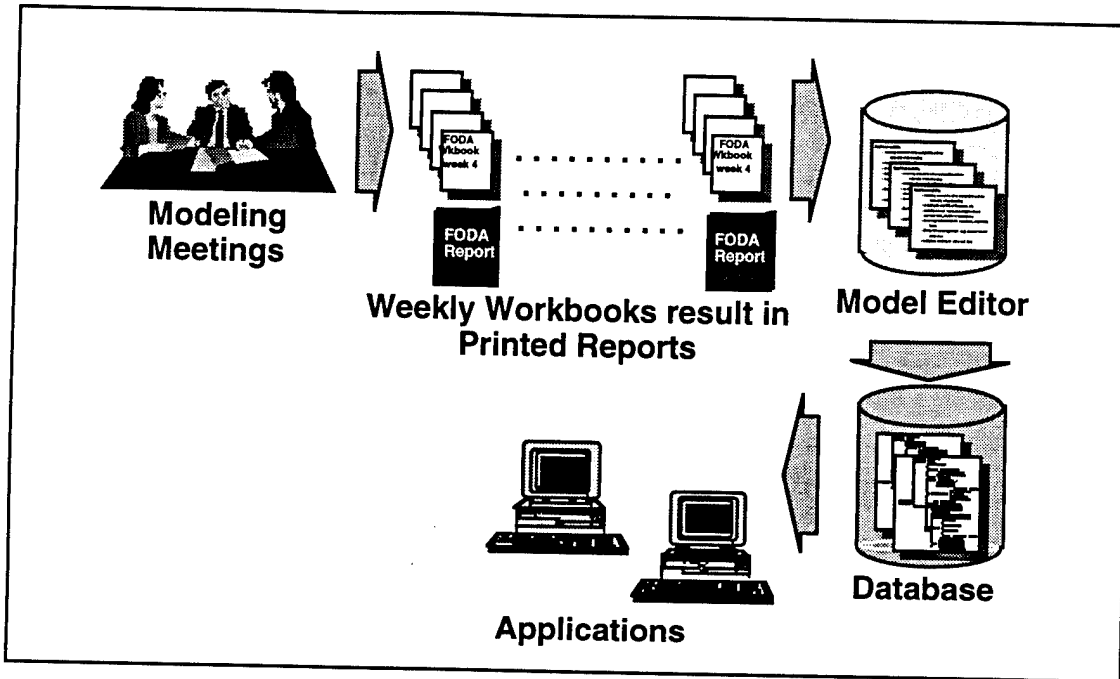 Modeling
Meetings
FODA
Wkbook
week 4
FODA
Report
FODA
Wkbook
week 4
FODA
Report
Weekly Workbooks result in
Printed Reports
Model Editor
Database
Applications